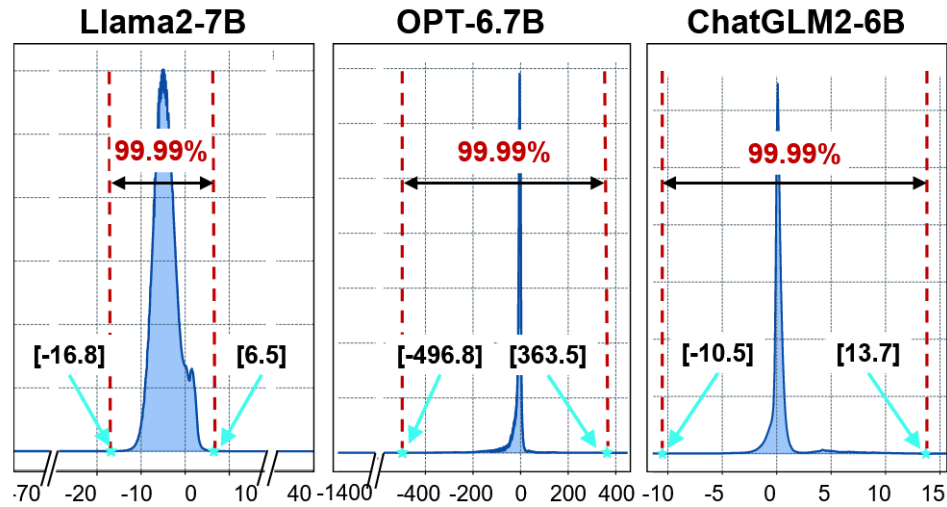 Llama2-7B
OPT-6.7B
ChatGLM2-6B
99.99%
99.99%
99.99%
[-16.8]
[6.5]
[-496.8]
[363.5]
[-10.5]
[13.7]
-70 -20 -10 0 10 40
-1400 -400 -200 0 200 400
-10 -5 0 5 10 15